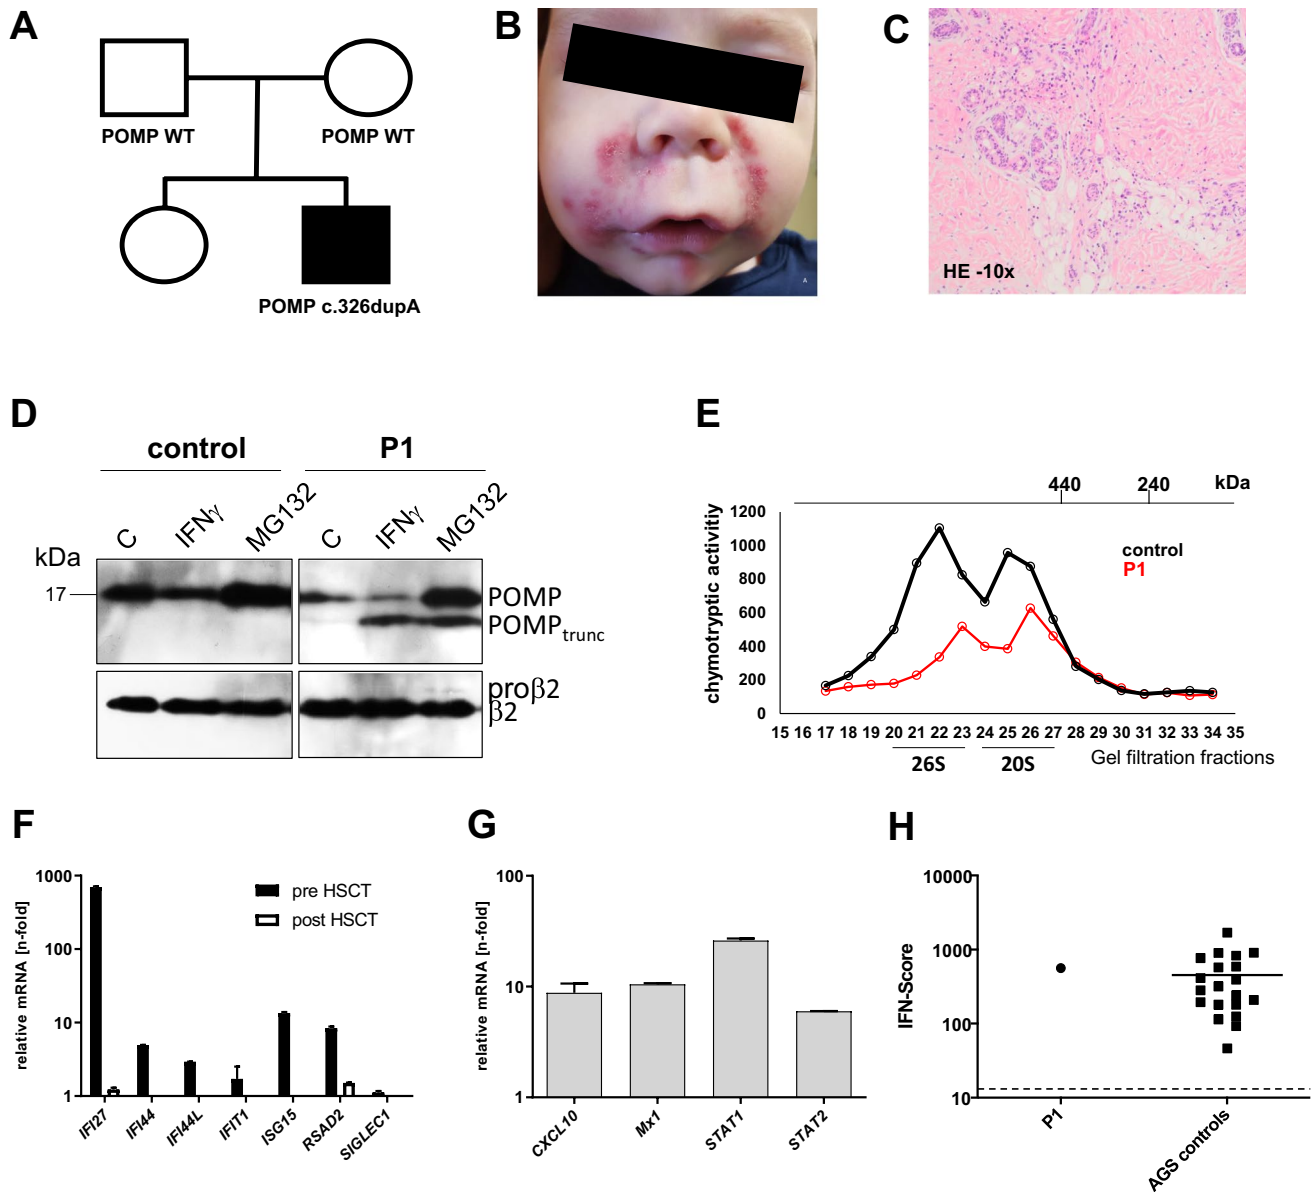 A
POMP WT
POMP WT
POMP c.326dupA
B
A
C
HE -10x
D
control
P1
C
IFNγ
MG132
C
IFNγ
MG132
kDa
17
POMP
POMPtrunc
proβ2
β2
E
440
240
kDa
chymotryptic activitiy
1200
1000
800
600
400
200
0
control
P1
15 16 17 18 19 20 21 22 23 24 25 26 27 28 29 30 31 32 33 34 35
26S
20S
Gel filtration fractions
F
relative mRNA [n-fold]
1000
100
10
1
pre HSCT
post HSCT
IFI27
IFI44
IFI44L
IFIT1
ISG15
RSAD2
SIGLEC1
G
relative mRNA [n-fold]
100
10
1
CXCL10
Mx1
STAT1
STAT2
H
IFN-Score
10000
1000
100
10
P1
AGS controls